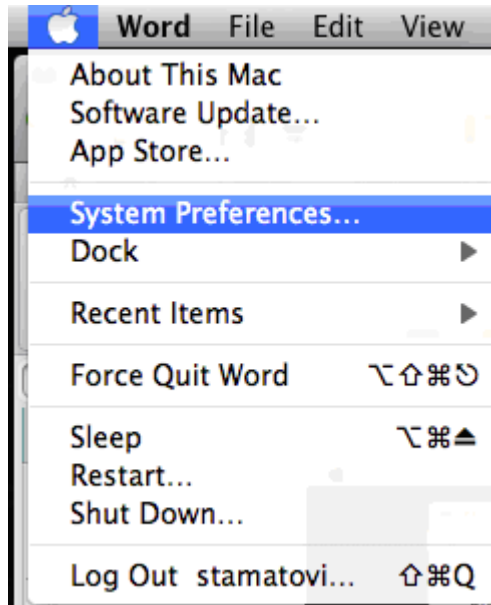 Word File Edit View
About This Mac
Software Update...
App Store...
System Preferences...
Dock ▶
Recent Items ▶
Force Quit Word ⌥⇧⌘⎋
Sleep ⌥⌘⏏
Restart...
Shut Down...
Log Out stamatovi... ⇧⌘Q